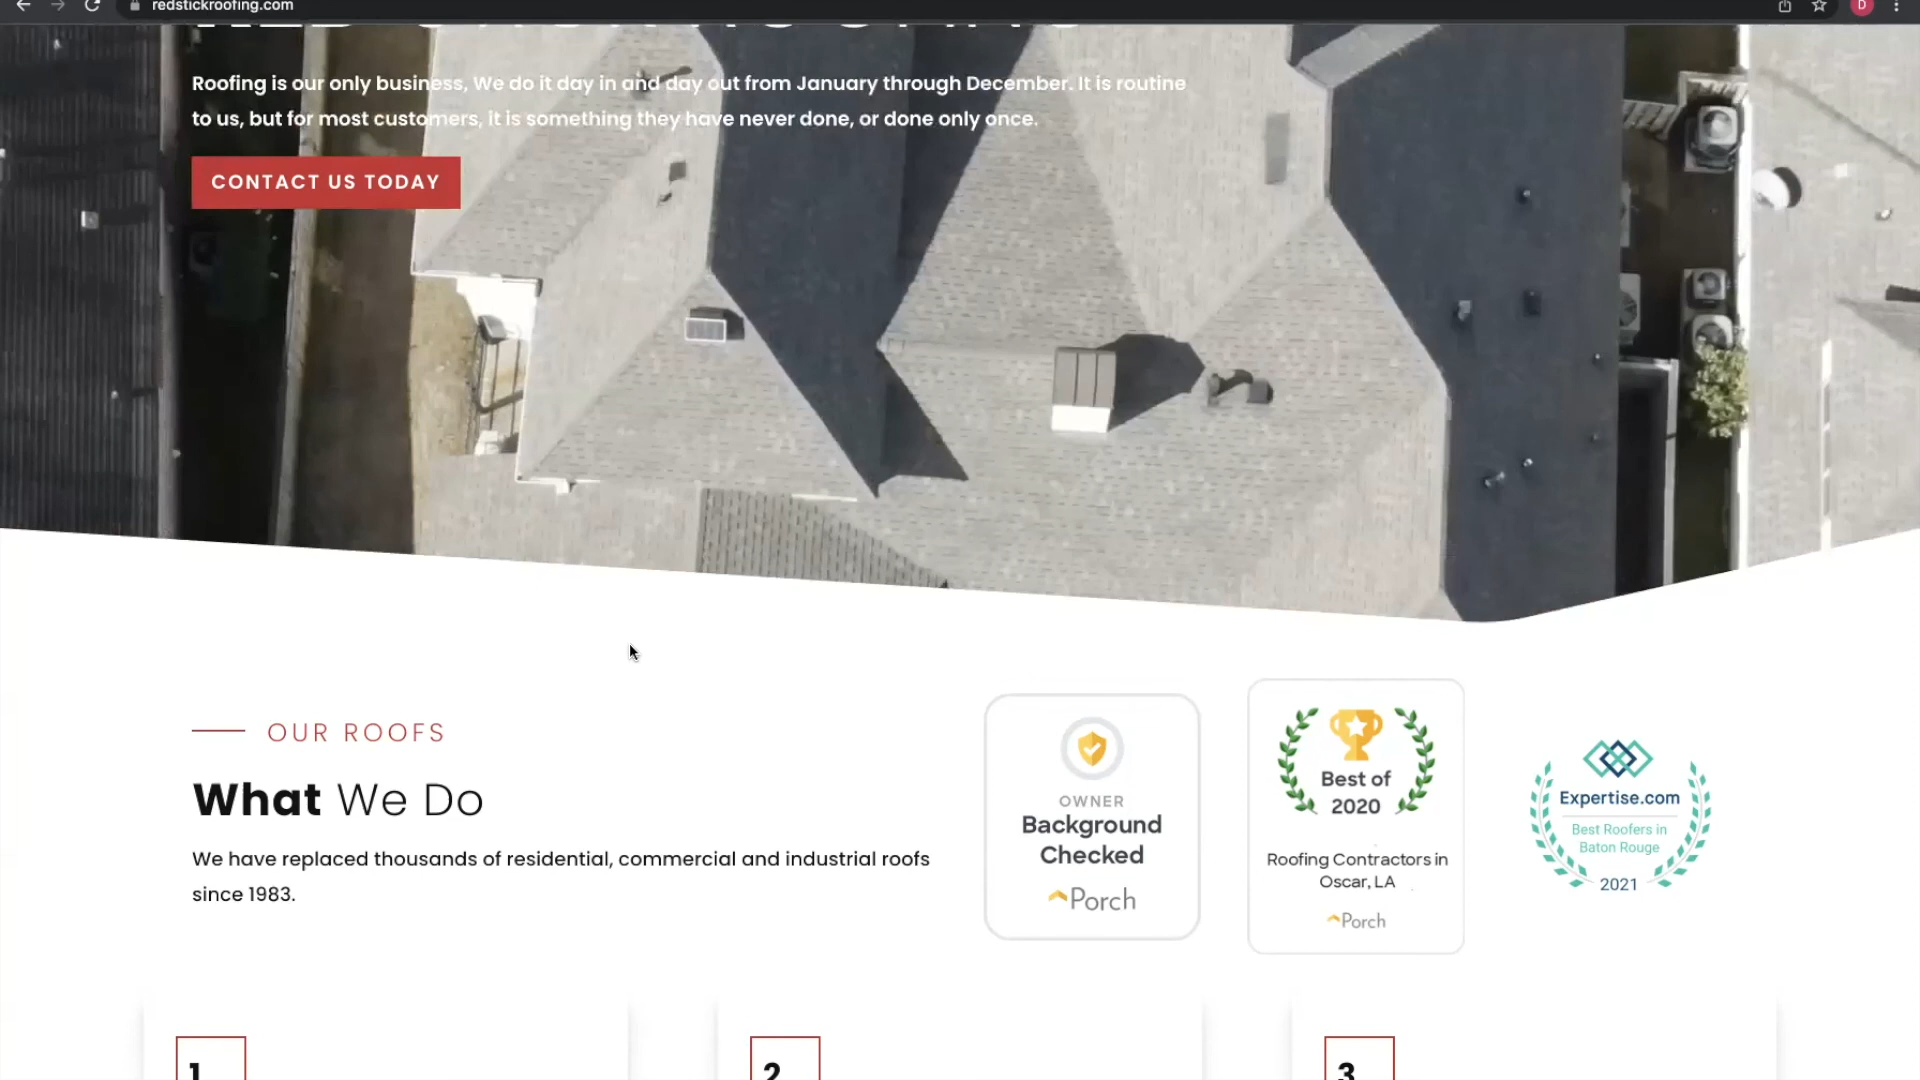 redstickroofing.com
D
Roofing is our only business, We do it day in and day out from January through December. It is routine
to us, but for most customers, it is something they have never done, or done only once.
CONTACT US TODAY
OUR ROOFS
What We Do
We have replaced thousands of residential, commercial and industrial roofs
since 1983.
OWNER
Background
Checked
Porch
Best of
2020
Roofing Contractors in
Oscar, LA
Porch
Expertise.com
Best Roofers in
Baton Rouge
2021
1
2
3